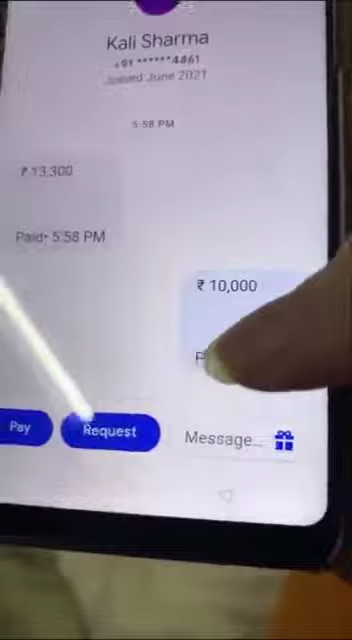 Kali Sharma
+91 ******4861
Joined June 2021
5:58 PM
₹ 13,300
Paid• 5:58 PM
₹ 10,000
Pay
Request
Message...